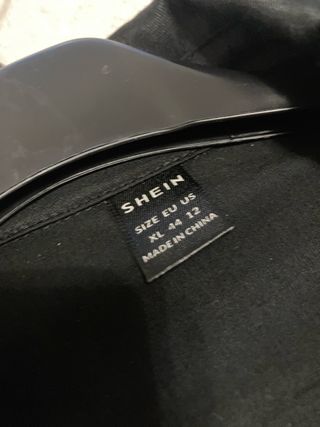 SHEIN
SIZE EU US
XL 44 12
MADE IN CHINA